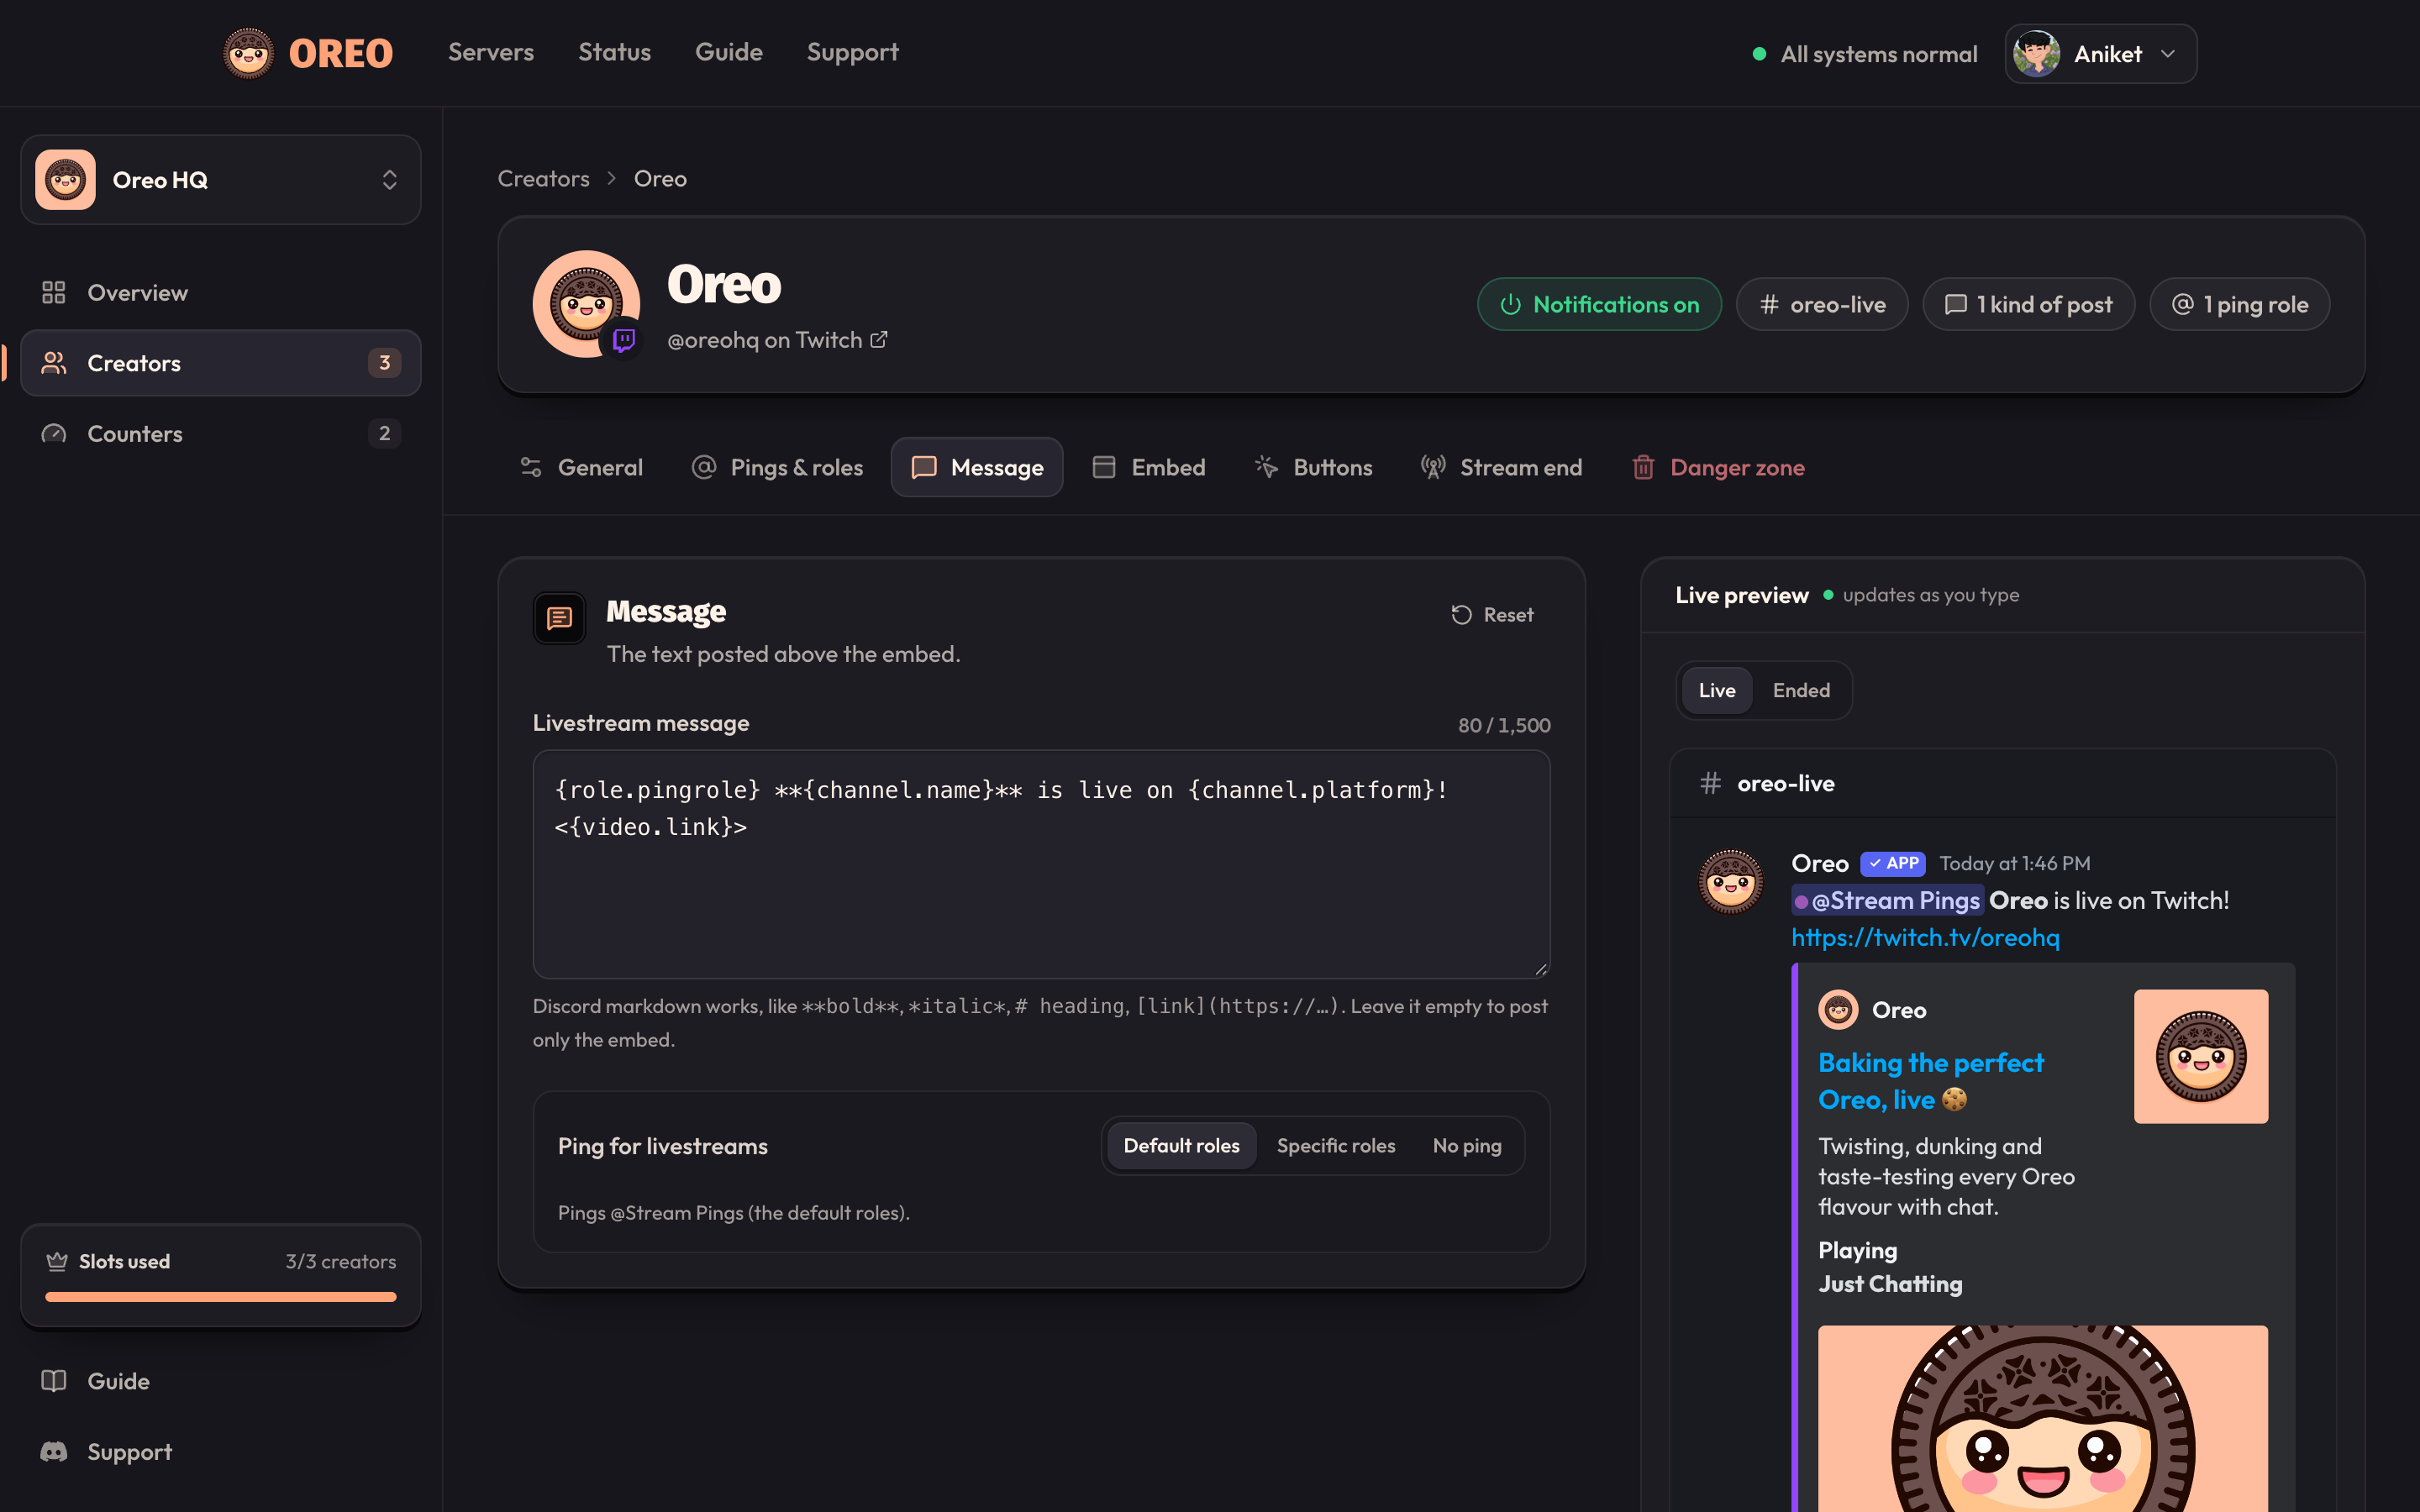 OREO
Servers
Status
Guide
Support
All systems normal
Aniket
Oreo HQ
Overview
Creators
3
Counters
2
Slots used
3/3 creators
Guide
Support
Creators > Oreo
Oreo
@oreohq on Twitch
Notifications on
# oreo-live
1 kind of post
@ 1 ping role
General
Pings & roles
Message
Embed
Buttons
Stream end
Danger zone
Message
Reset
The text posted above the embed.
Livestream message
80 / 1,500
{role.pingrole} **{channel.name}** is live on {channel.platform}!
<{video.link}>
Discord markdown works, like **bold**, *italic*, # heading, [link](https://…). Leave it empty to post
only the embed.
Ping for livestreams
Default roles
Specific roles
No ping
Pings @Stream Pings (the default roles).
Live preview
updates as you type
Live
Ended
# oreo-live
Oreo
APP
Today at 1:46 PM
@Stream Pings Oreo is live on Twitch!
https://twitch.tv/oreohq
Oreo
Baking the perfect
Oreo, live 🍪
Twisting, dunking and
taste-testing every Oreo
flavour with chat.
Playing
Just Chatting